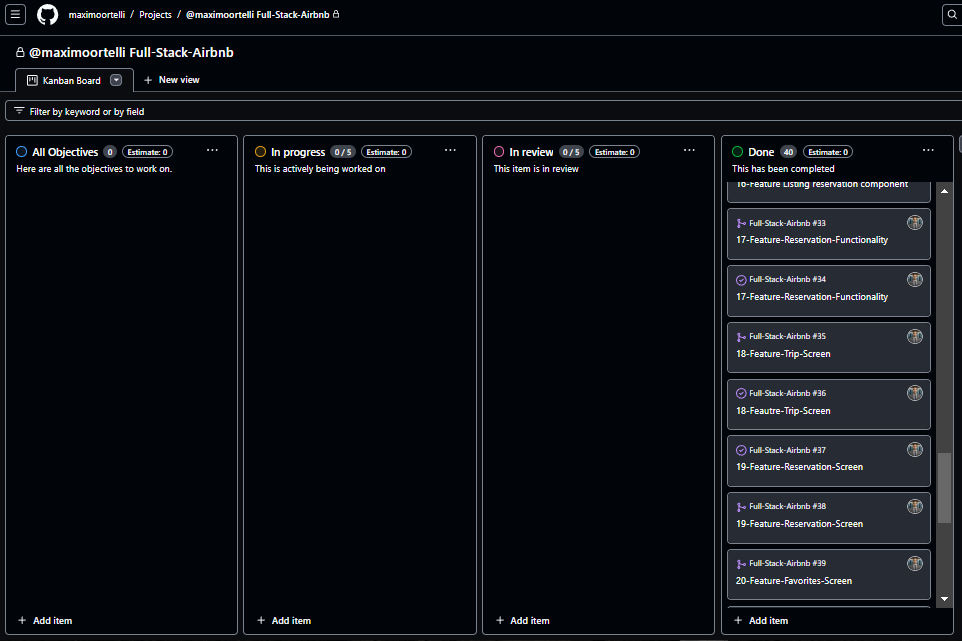 maximoortelli / Projects / @maximoortelli Full-Stack-Airbnb
@maximoortelli Full-Stack-Airbnb
Kanban Board
New view
Filter by keyword or by field
All Objectives 0 Estimate: 0
Here are all the objectives to work on.
Add item
In progress 0 / 5 Estimate: 0
This is actively being worked on
Add item
In review 0 / 5 Estimate: 0
This item is in review
Add item
Done 40 Estimate: 0
This has been completed
16-Feature Listing reservation component
Full-Stack-Airbnb #33
17-Feature-Reservation-Functionality
Full-Stack-Airbnb #34
17-Feature-Reservation-Functionality
Full-Stack-Airbnb #35
18-Feature-Trip-Screen
Full-Stack-Airbnb #36
18-Feautre-Trip-Screen
Full-Stack-Airbnb #37
19-Feature-Reservation-Screen
Full-Stack-Airbnb #38
19-Feature-Reservation-Screen
Full-Stack-Airbnb #39
20-Feature-Favorites-Screen
Add item